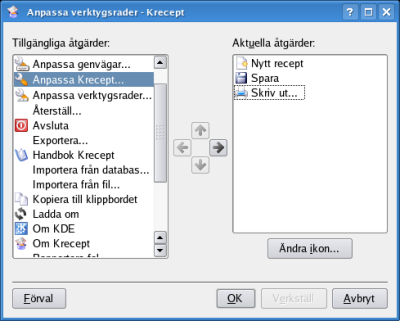 Anpassa verktygsrader - Krecept
Tillgängliga åtgärder:
Anpassa genvägar...
Anpassa Krecept...
Anpassa verktygsrader...
Återställ...
Avsluta
Exportera...
Handbok Krecept
Importera från databas...
Importera från fil...
Kopiera till klippbordet
Ladda om
Om KDE
Om Krecept
Rapportera fel
Aktuella åtgärder:
Nytt recept
Spara
Skriv ut...
Ändra ikon...
Förval
OK
Verkställ
Avbryt